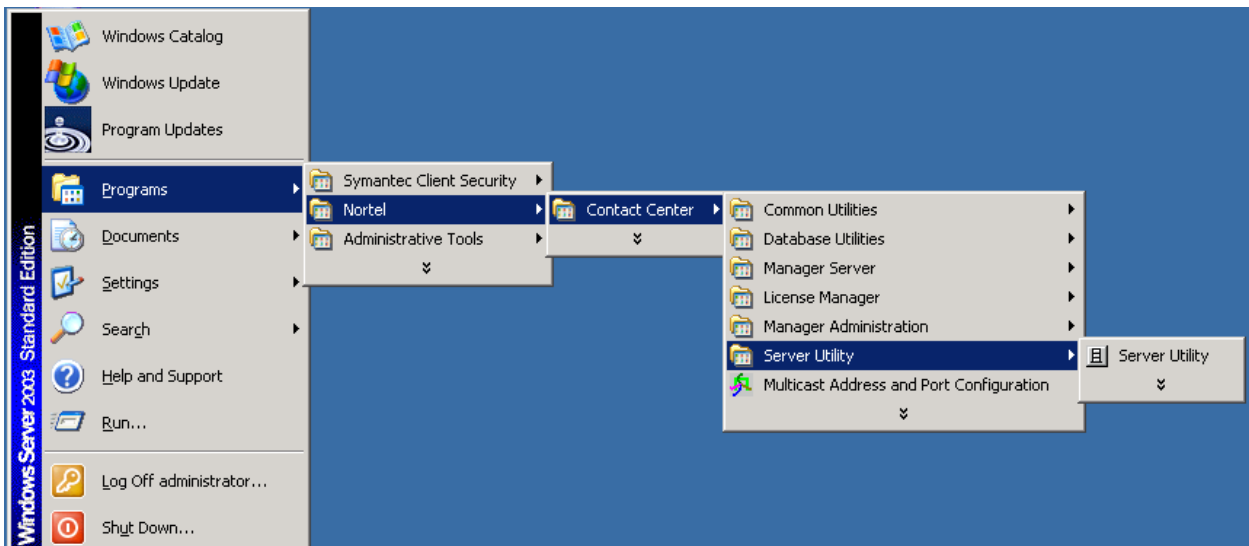 Windows Server 2003 Standard Edition
Windows Catalog
Windows Update
Program Updates
Programs
Documents
Settings
Search
Help and Support
Run...
Log Off administrator...
Shut Down...
Symantec Client Security
Nortel
Administrative Tools
Contact Center
Common Utilities
Database Utilities
Manager Server
License Manager
Manager Administration
Server Utility
Multicast Address and Port Configuration
Server Utility